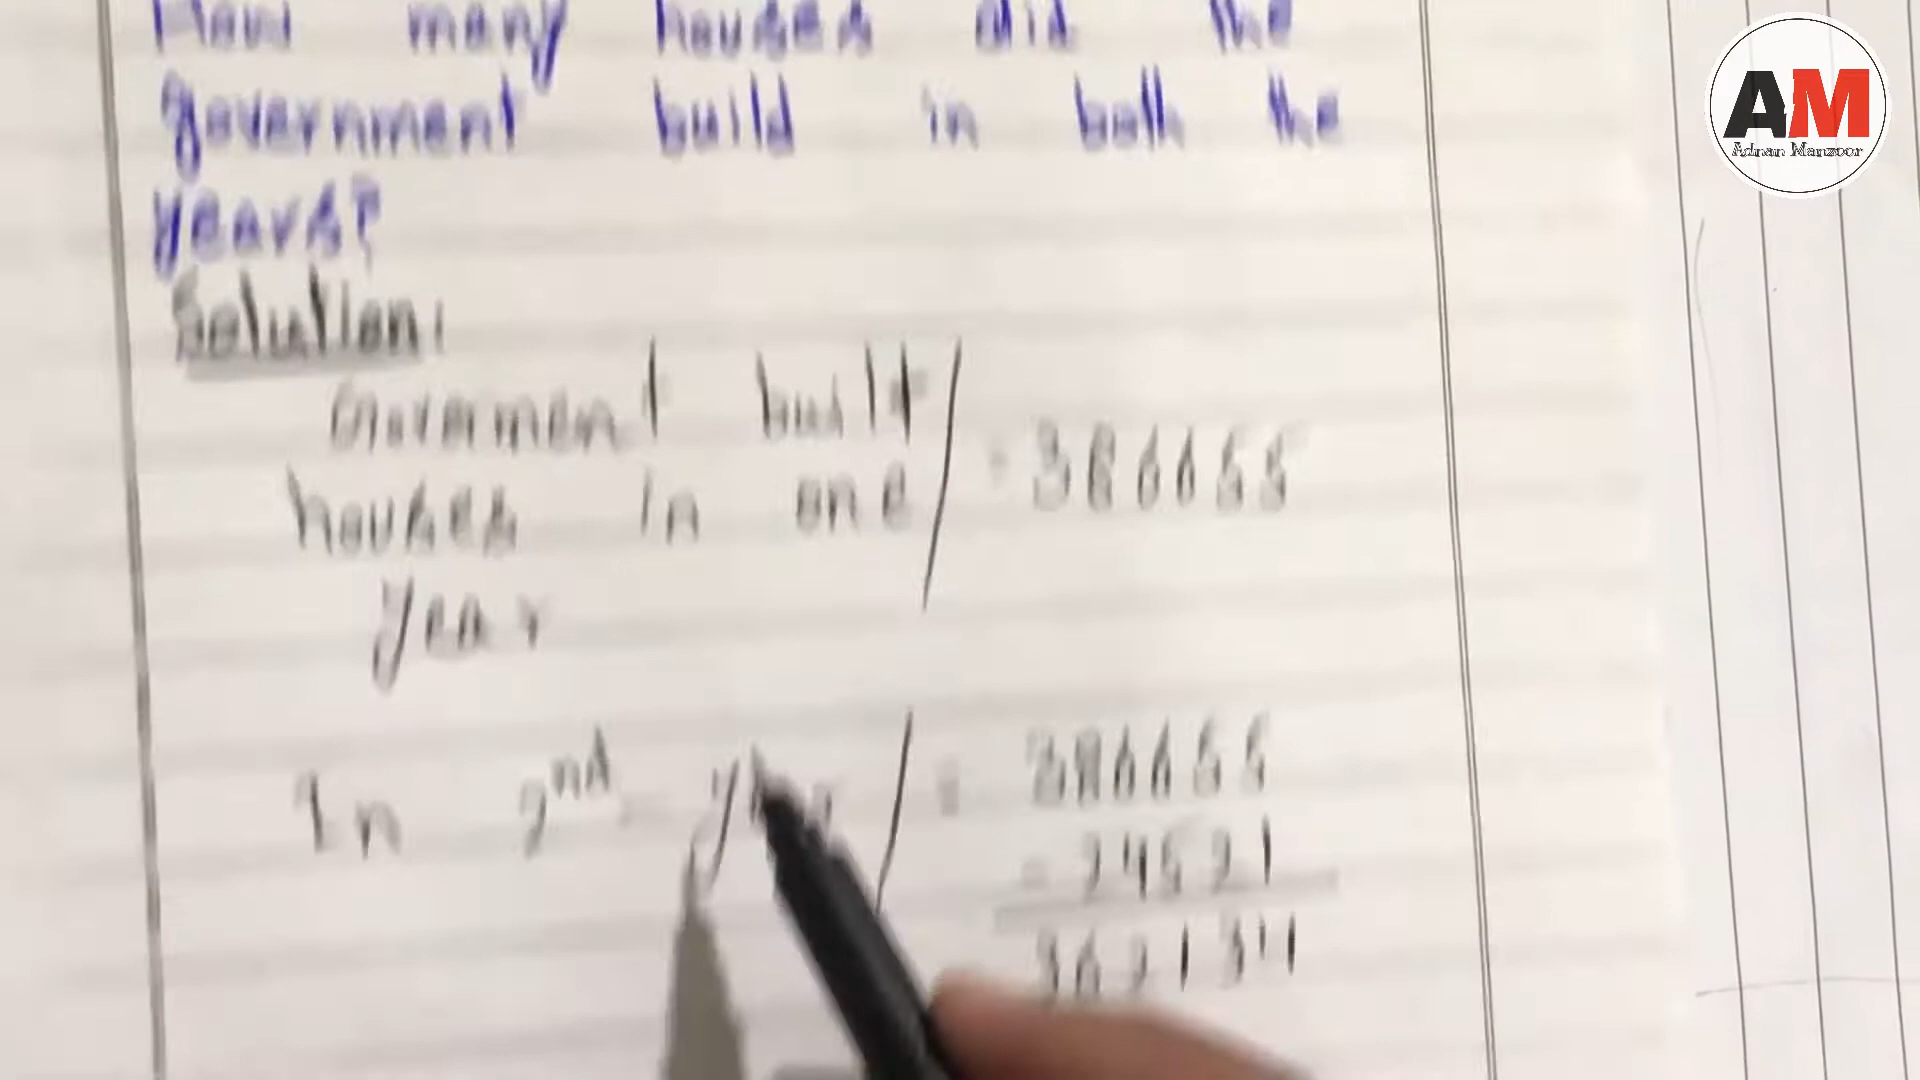 How many houses did the
government build in both the
years?
Solution:
Government built
houses in one = 386655
year
In 2nd year = 386655
- 24521
362134
AM
Adnan Manzoor